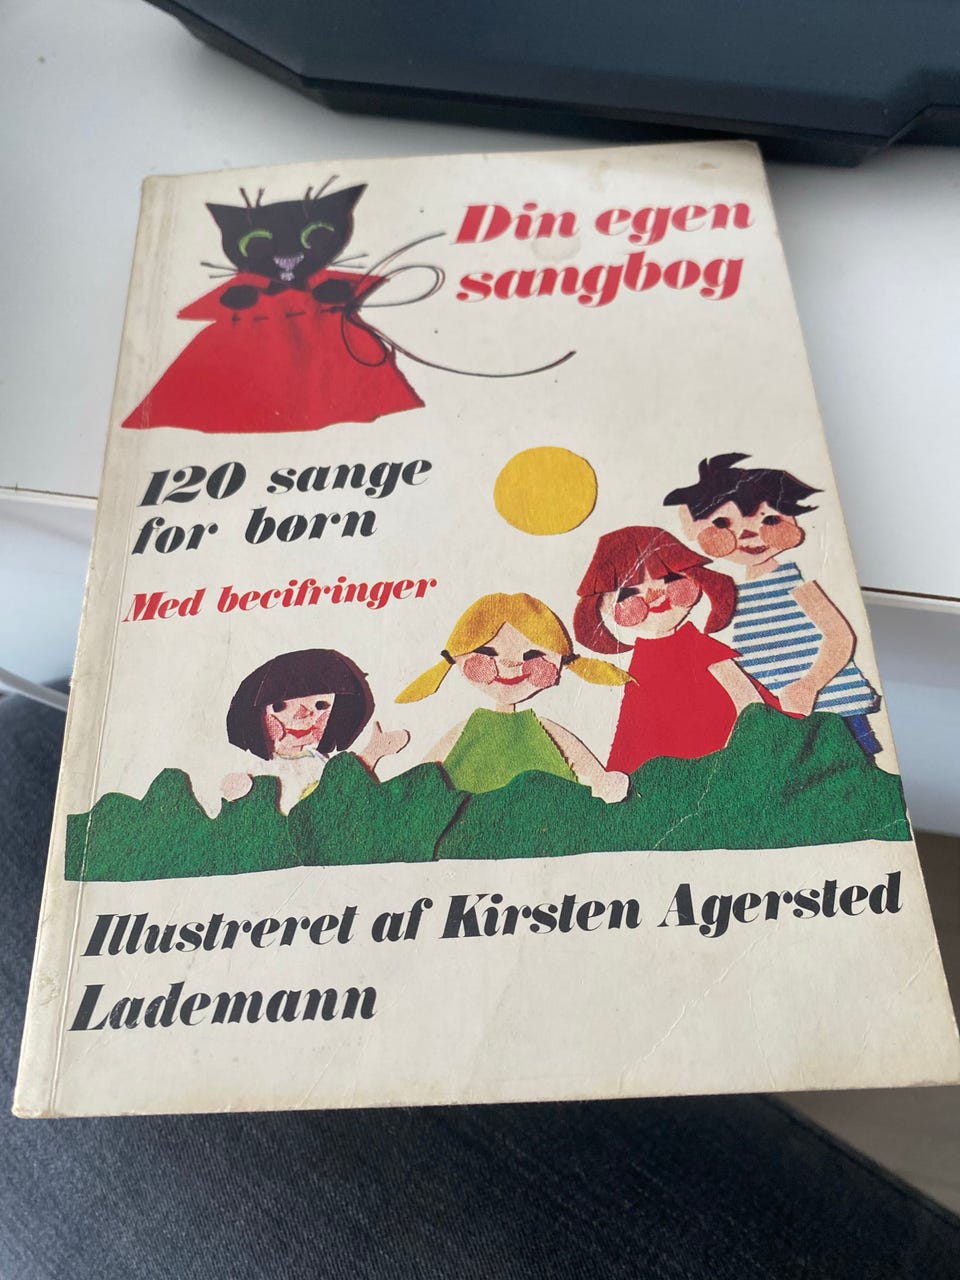 Din egen
sangbog
120 sange
for børn
Med becifringer
Illustreret af Kirsten Agersted
Lademann